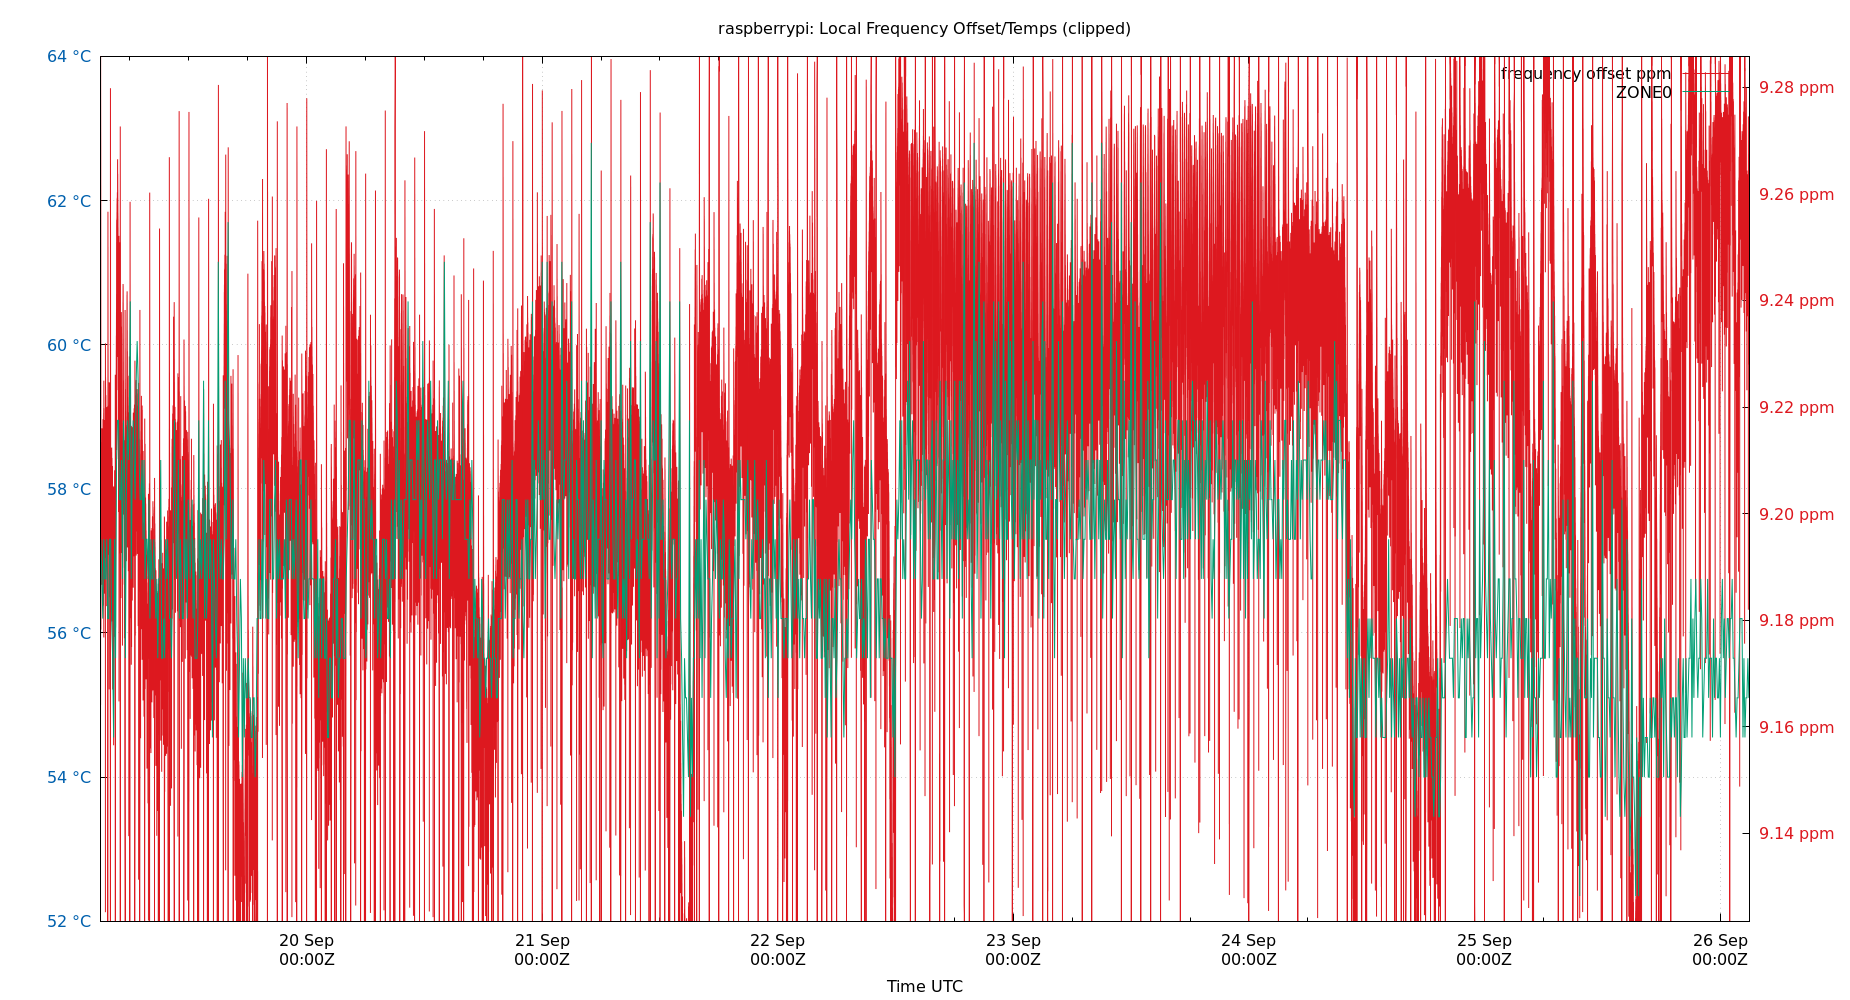 raspberrypi: Local Frequency Offset/Temps (clipped)
64 °C
62 °C
60 °C
58 °C
56 °C
54 °C
52 °C
frequency offset ppm
ZONE0
9.28 ppm
9.26 ppm
9.24 ppm
9.22 ppm
9.20 ppm
9.18 ppm
9.16 ppm
9.14 ppm
20 Sep 21 Sep 22 Sep 23 Sep 24 Sep 25 Sep 26 Sep
00:00Z 00:00Z 00:00Z 00:00Z 00:00Z 00:00Z 00:00Z
Time UTC